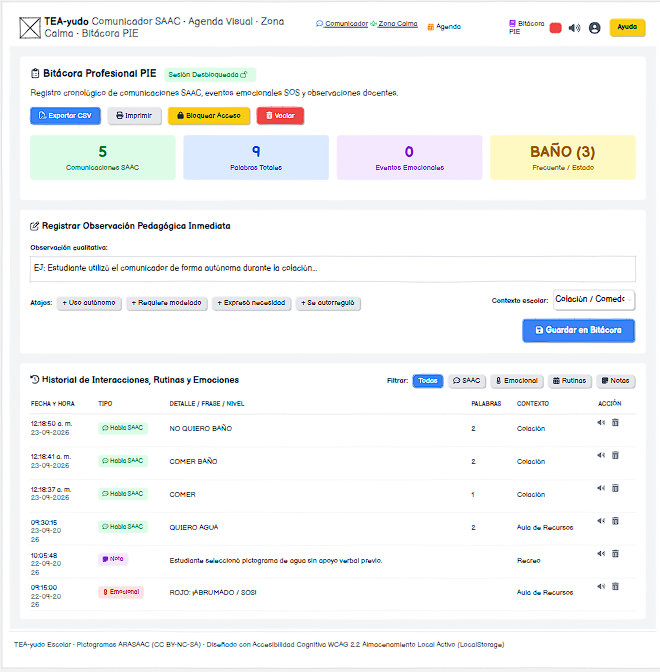 TEA-yudo Comunicador SAAC · Agenda Visual · Zona
Calma · Bitácora PIE
Comunicador
Zona Calma
Agenda
Bitácora
PIE
Ayuda
Bitácora Profesional PIE
Sesión Desbloqueada
Registro cronológico de comunicaciones SAAC, eventos emocionales SOS y observaciones docentes.
Exportar CSV
Imprimir
Bloquear Acceso
Vaciar
5
Comunicaciones SAAC
9
Palabras Totales
0
Eventos Emocionales
BAÑO (3)
Frecuente / Estado
Registrar Observación Pedagógica Inmediata
Observación cualitativa:
EJ: Estudiante utilizó el comunicador de forma autónoma durante la colación...
Atajos:
+ Uso autónomo
+ Requiere modelado
+ Expresó necesidad
+ Se autorreguló
Contexto escolar:
Colación / Comedc
Guardar en Bitácora
Historial de Interacciones, Rutinas y Emociones
Filtrar:
Todas
SAAC
Emocional
Rutinas
Notas
FECHA Y HORA TIPO DETALLE / FRASE / NIVEL PALABRAS CONTEXTO ACCIÓN
12:18:50 a. m.
23-09-2026
Habla SAAC
NO QUIERO BAÑO
2
Colación
12:18:41 a. m.
23-09-2026
Habla SAAC
COMER BAÑO
2
Colación
12:18:37 a. m.
23-09-2026
Habla SAAC
COMER
1
Colación
09:30:15
23-09-20
26
Habla SAAC
QUIERO AGUA
2
Aula de Recursos
10:05:48
22-09-20
26
Nota
Estudiante seleccionó pictograma de agua sin apoyo verbal previo.
Recreo
09:15:00
22-09-20
26
Emocional
ROJO: ¡ABRUMADO / SOS!
Aula de Recursos
TEA-yudo Escolar · Pictogramas ARASAAC (CC BY-NC-SA) · Diseñado con Accesibilidad Cognitiva WCAG 2.2 Almacenamiento Local Activo (LocalStorage)